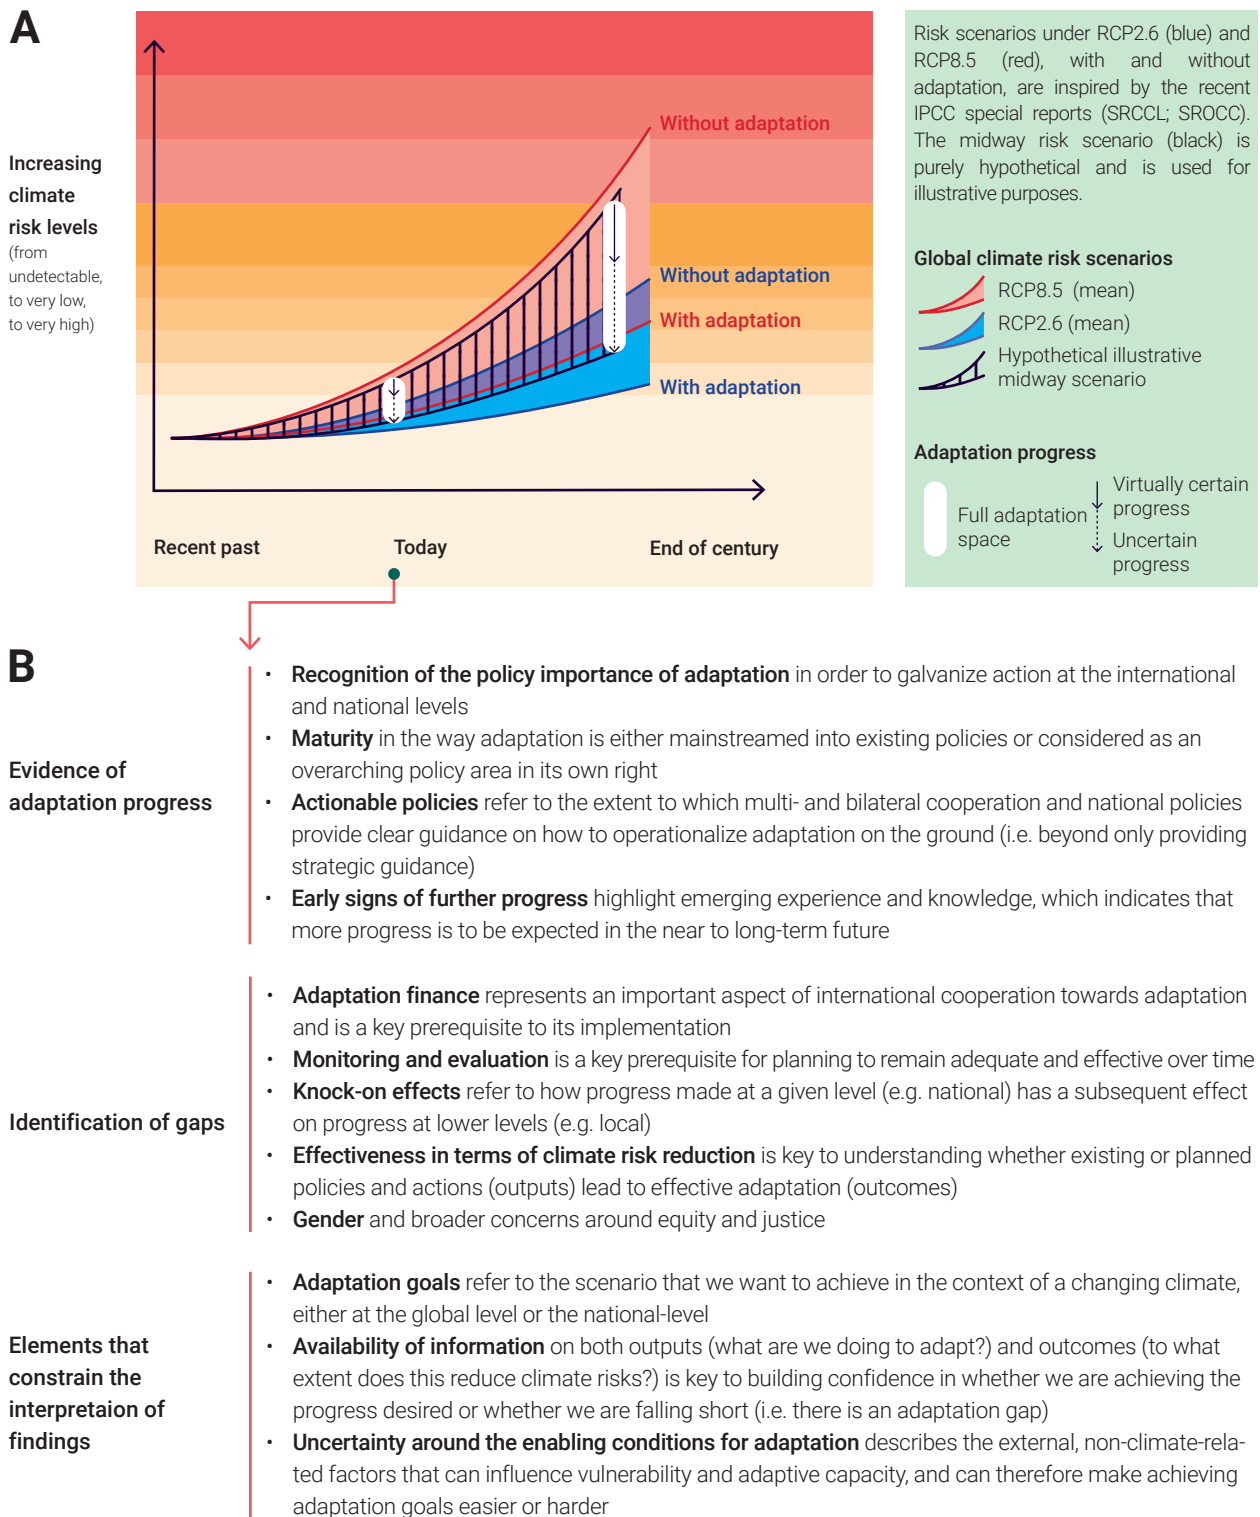 A
Increasing
climate
risk levels
(from
undetectable,
to very low,
to very high)
Without adaptation
Without adaptation
With adaptation
With adaptation
Recent past
Today
End of century
Risk scenarios under RCP2.6 (blue) and
RCP8.5 (red), with and without
adaptation, are inspired by the recent
IPCC special reports (SRCCL; SROCC).
The midway risk scenario (black) is
purely hypothetical and is used for
illustrative purposes.
Global climate risk scenarios
RCP8.5 (mean)
RCP2.6 (mean)
Hypothetical illustrative
midway scenario
Adaptation progress
Full adaptation
space
Virtually certain
progress
Uncertain
progress
B
Evidence of
adaptation progress
• Recognition of the policy importance of adaptation in order to galvanize action at the international
and national levels
• Maturity in the way adaptation is either mainstreamed into existing policies or considered as an
overarching policy area in its own right
• Actionable policies refer to the extent to which multi- and bilateral cooperation and national policies
provide clear guidance on how to operationalize adaptation on the ground (i.e. beyond only providing
strategic guidance)
• Early signs of further progress highlight emerging experience and knowledge, which indicates that
more progress is to be expected in the near to long-term future
Identification of gaps
• Adaptation finance represents an important aspect of international cooperation towards adaptation
and is a key prerequisite to its implementation
• Monitoring and evaluation is a key prerequisite for planning to remain adequate and effective over time
• Knock-on effects refer to how progress made at a given level (e.g. national) has a subsequent effect
on progress at lower levels (e.g. local)
• Effectiveness in terms of climate risk reduction is key to understanding whether existing or planned
policies and actions (outputs) lead to effective adaptation (outcomes)
• Gender and broader concerns around equity and justice
Elements that
constrain the
interpretaion of
findings
• Adaptation goals refer to the scenario that we want to achieve in the context of a changing climate,
either at the global level or the national-level
• Availability of information on both outputs (what are we doing to adapt?) and outcomes (to what
extent does this reduce climate risks?) is key to building confidence in whether we are achieving the
progress desired or whether we are falling short (i.e. there is an adaptation gap)
• Uncertainty around the enabling conditions for adaptation describes the external, non-climate-rela-
ted factors that can influence vulnerability and adaptive capacity, and can therefore make achieving
adaptation goals easier or harder